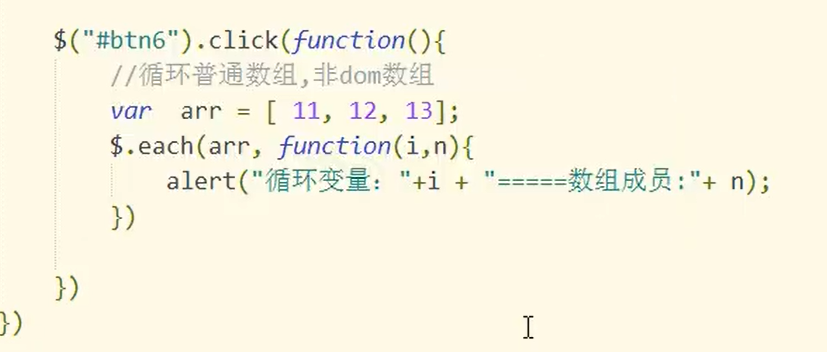 $("#btn6").click(function(){
//循环普通数组,非dom数组
var  arr = [ 11, 12, 13];
$.each(arr, function(i,n){
alert("循环变量："+i + "=====数组成员:"+ n);
})
})
})